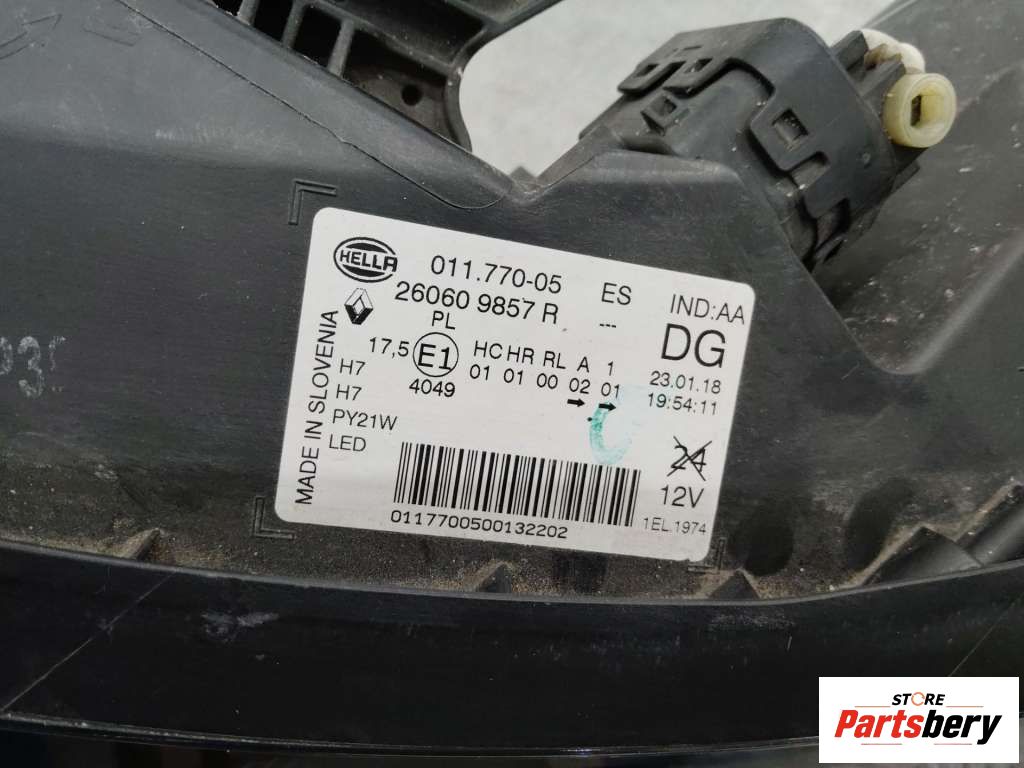 HELLA 011.770-05 ES IND:AA
26060 9857 R --- DG
PL
17,5 E1 HC HR RL A 1
01 01 00 02 01
4049
23.01.18
19:54:11
H7
H7
PY21W
LED
MADE IN SLOVENIA
24
12V
0117700500132202
1EL.1974
STORE
Partsbery